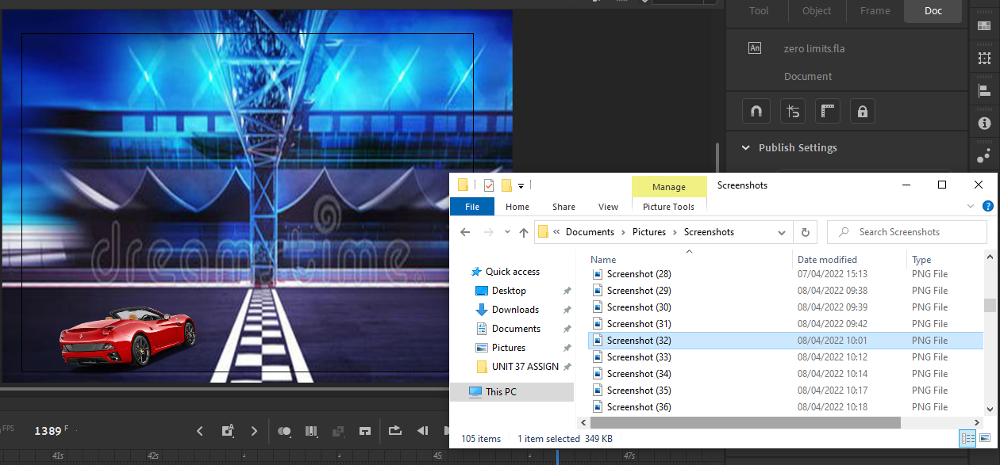 Tool Object Frame Doc
An zero limits.fla
Document
Publish Settings
dreamstime
Manage Screenshots
File Home Share View Picture Tools
« Documents › Pictures › Screenshots
Search Screenshots
Quick access
Desktop
Downloads
Documents
Pictures
UNIT 37 ASSIGN
This PC
Name Date modified Type
Screenshot (28) 07/04/2022 15:13 PNG File
Screenshot (29) 08/04/2022 09:38 PNG File
Screenshot (30) 08/04/2022 09:39 PNG File
Screenshot (31) 08/04/2022 09:42 PNG File
Screenshot (32) 08/04/2022 10:01 PNG File
Screenshot (33) 08/04/2022 10:12 PNG File
Screenshot (34) 08/04/2022 10:14 PNG File
Screenshot (35) 08/04/2022 10:17 PNG File
Screenshot (36) 08/04/2022 10:18 PNG File
105 items 1 item selected 349 KB
FPS 1389 F
41s 42s 45s 47s